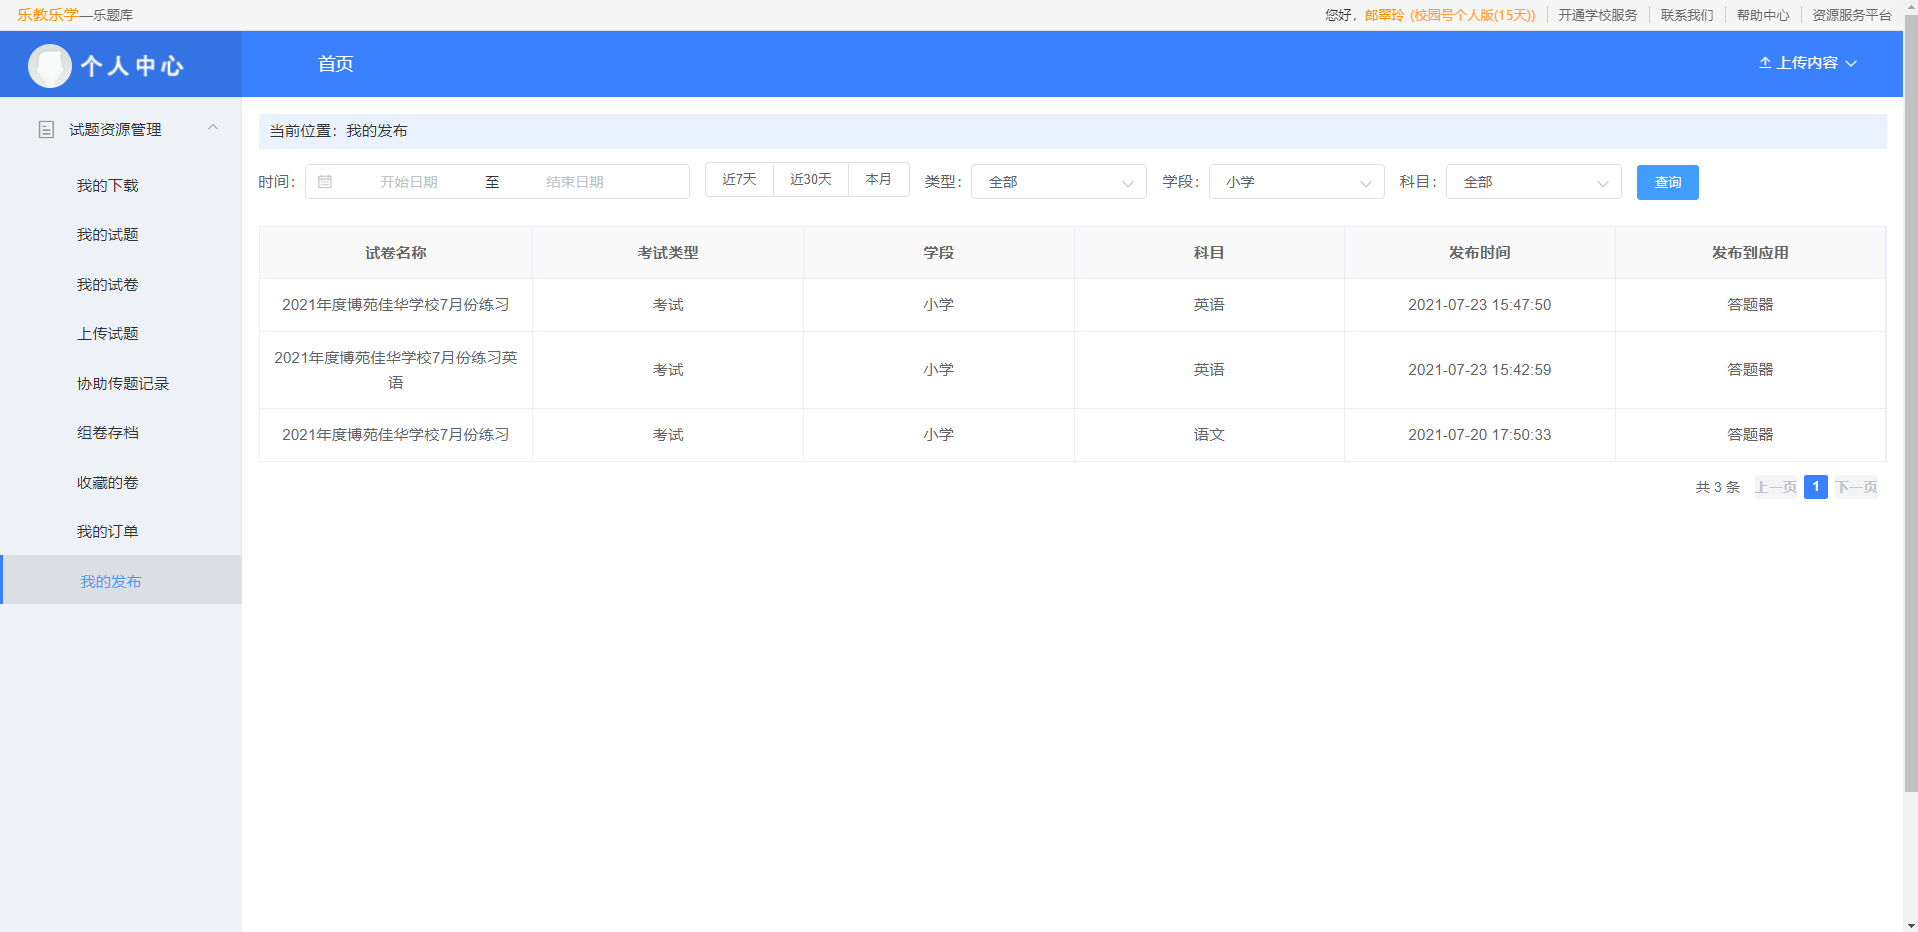 乐教乐学—乐题库
您好，郎翠玲 (校园号个人版(15天)) 开通学校服务 联系我们 帮助中心 资源服务平台
个人中心
首页
上传内容
试题资源管理
我的下载
我的试题
我的试卷
上传试题
协助传题记录
组卷存档
收藏的卷
我的订单
我的发布
当前位置：我的发布
时间： 开始日期 至 结束日期 近7天 近30天 本月 类型： 全部 学段： 小学 科目： 全部 查询
试卷名称 考试类型 学段 科目 发布时间 发布到应用
2021年度博苑佳华学校7月份练习 考试 小学 英语 2021-07-23 15:47:50 答题器
2021年度博苑佳华学校7月份练习英
语 考试 小学 英语 2021-07-23 15:42:59 答题器
2021年度博苑佳华学校7月份练习 考试 小学 语文 2021-07-20 17:50:33 答题器
共 3 条 上一页 1 下一页